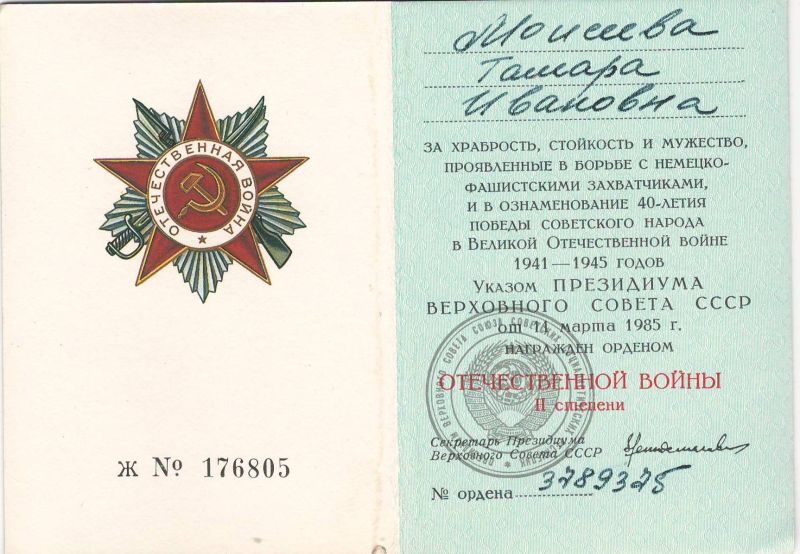 ОТЕЧЕСТВЕННАЯ ВОЙНА
Ж № 176805
Моисеева
Тамара
Ивановна
ЗА ХРАБРОСТЬ, СТОЙКОСТЬ И МУЖЕСТВО,
ПРОЯВЛЕННЫЕ В БОРЬБЕ С НЕМЕЦКО-
ФАШИСТСКИМИ ЗАХВАТЧИКАМИ,
И В ОЗНАМЕНОВАНИЕ 40-ЛЕТИЯ
ПОБЕДЫ СОВЕТСКОГО НАРОДА
В ВЕЛИКОЙ ОТЕЧЕСТВЕННОЙ ВОЙНЕ
1941—1945 ГОДОВ
УКАЗОМ ПРЕЗИДИУМА
ВЕРХОВНОГО СОВЕТА СССР
от 11 марта 1985 г.
НАГРАЖДЕН ОРДЕНОМ
ОТЕЧЕСТВЕННОЙ ВОЙНЫ
II степени
Секретарь Президиума
Верховного Совета СССР
№ ордена 3789375